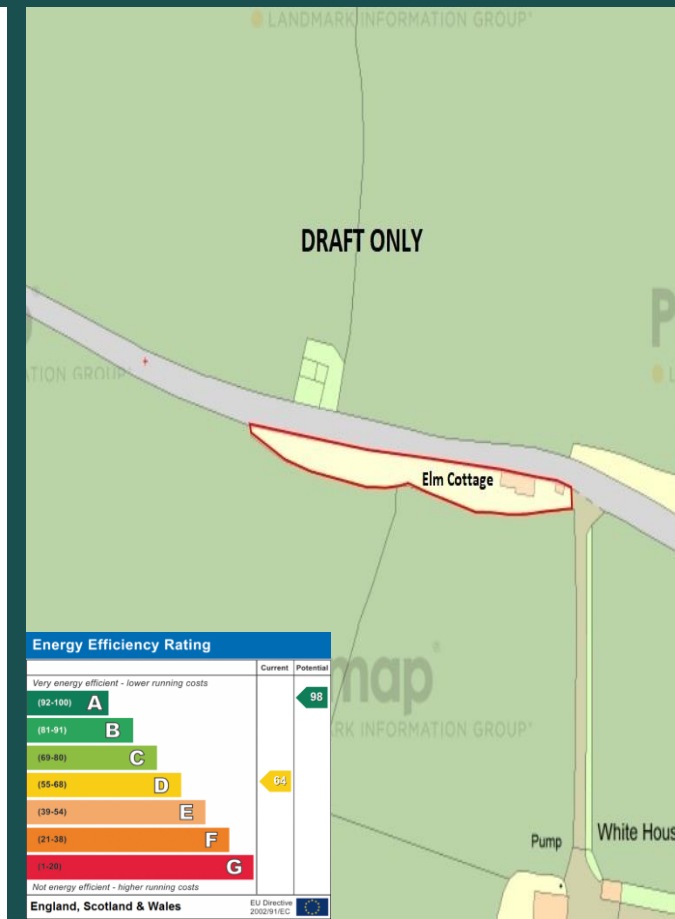 LANDMARK INFORMATION GROUP®
DRAFT ONLY
P
ATION GROUP®
Elm Cottage
Energy Efficiency Rating
Current Potential
Very energy efficient - lower running costs
(92-100) A
98
(81-91) B
(69-80) C
(55-68) D
64
(39-54) E
(21-38) F
(1-20) G
Not energy efficient - higher running costs
England, Scotland & Wales
EU Directive
2002/91/EC
map®
RK INFORMATION GROUP®
Pump
White Hous